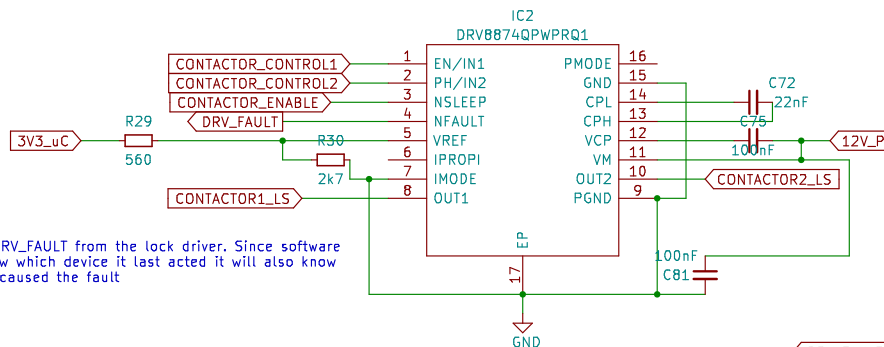 IC2
DRV8874QPWPRQ1
CONTACTOR_CONTROL1
1
EN/IN1
PMODE
16
CONTACTOR_CONTROL2
2
PH/IN2
GND
15
C72
CONTACTOR_ENABLE
3
NSLEEP
CPL
14
22nF
DRV_FAULT
4
NFAULT
CPH
13
C75
R29
3V3_uC
560
5
VREF
VCP
12
100nF
12V_P
R30
2k7
6
IPROPI
VM
11
7
IMODE
OUT2
10
CONTACTOR2_LS
CONTACTOR1_LS
8
OUT1
PGND
9
EP
17
RV_FAULT from the lock driver. Since software
w which device it last acted it will also know
caused the fault
100nF
C81
GND